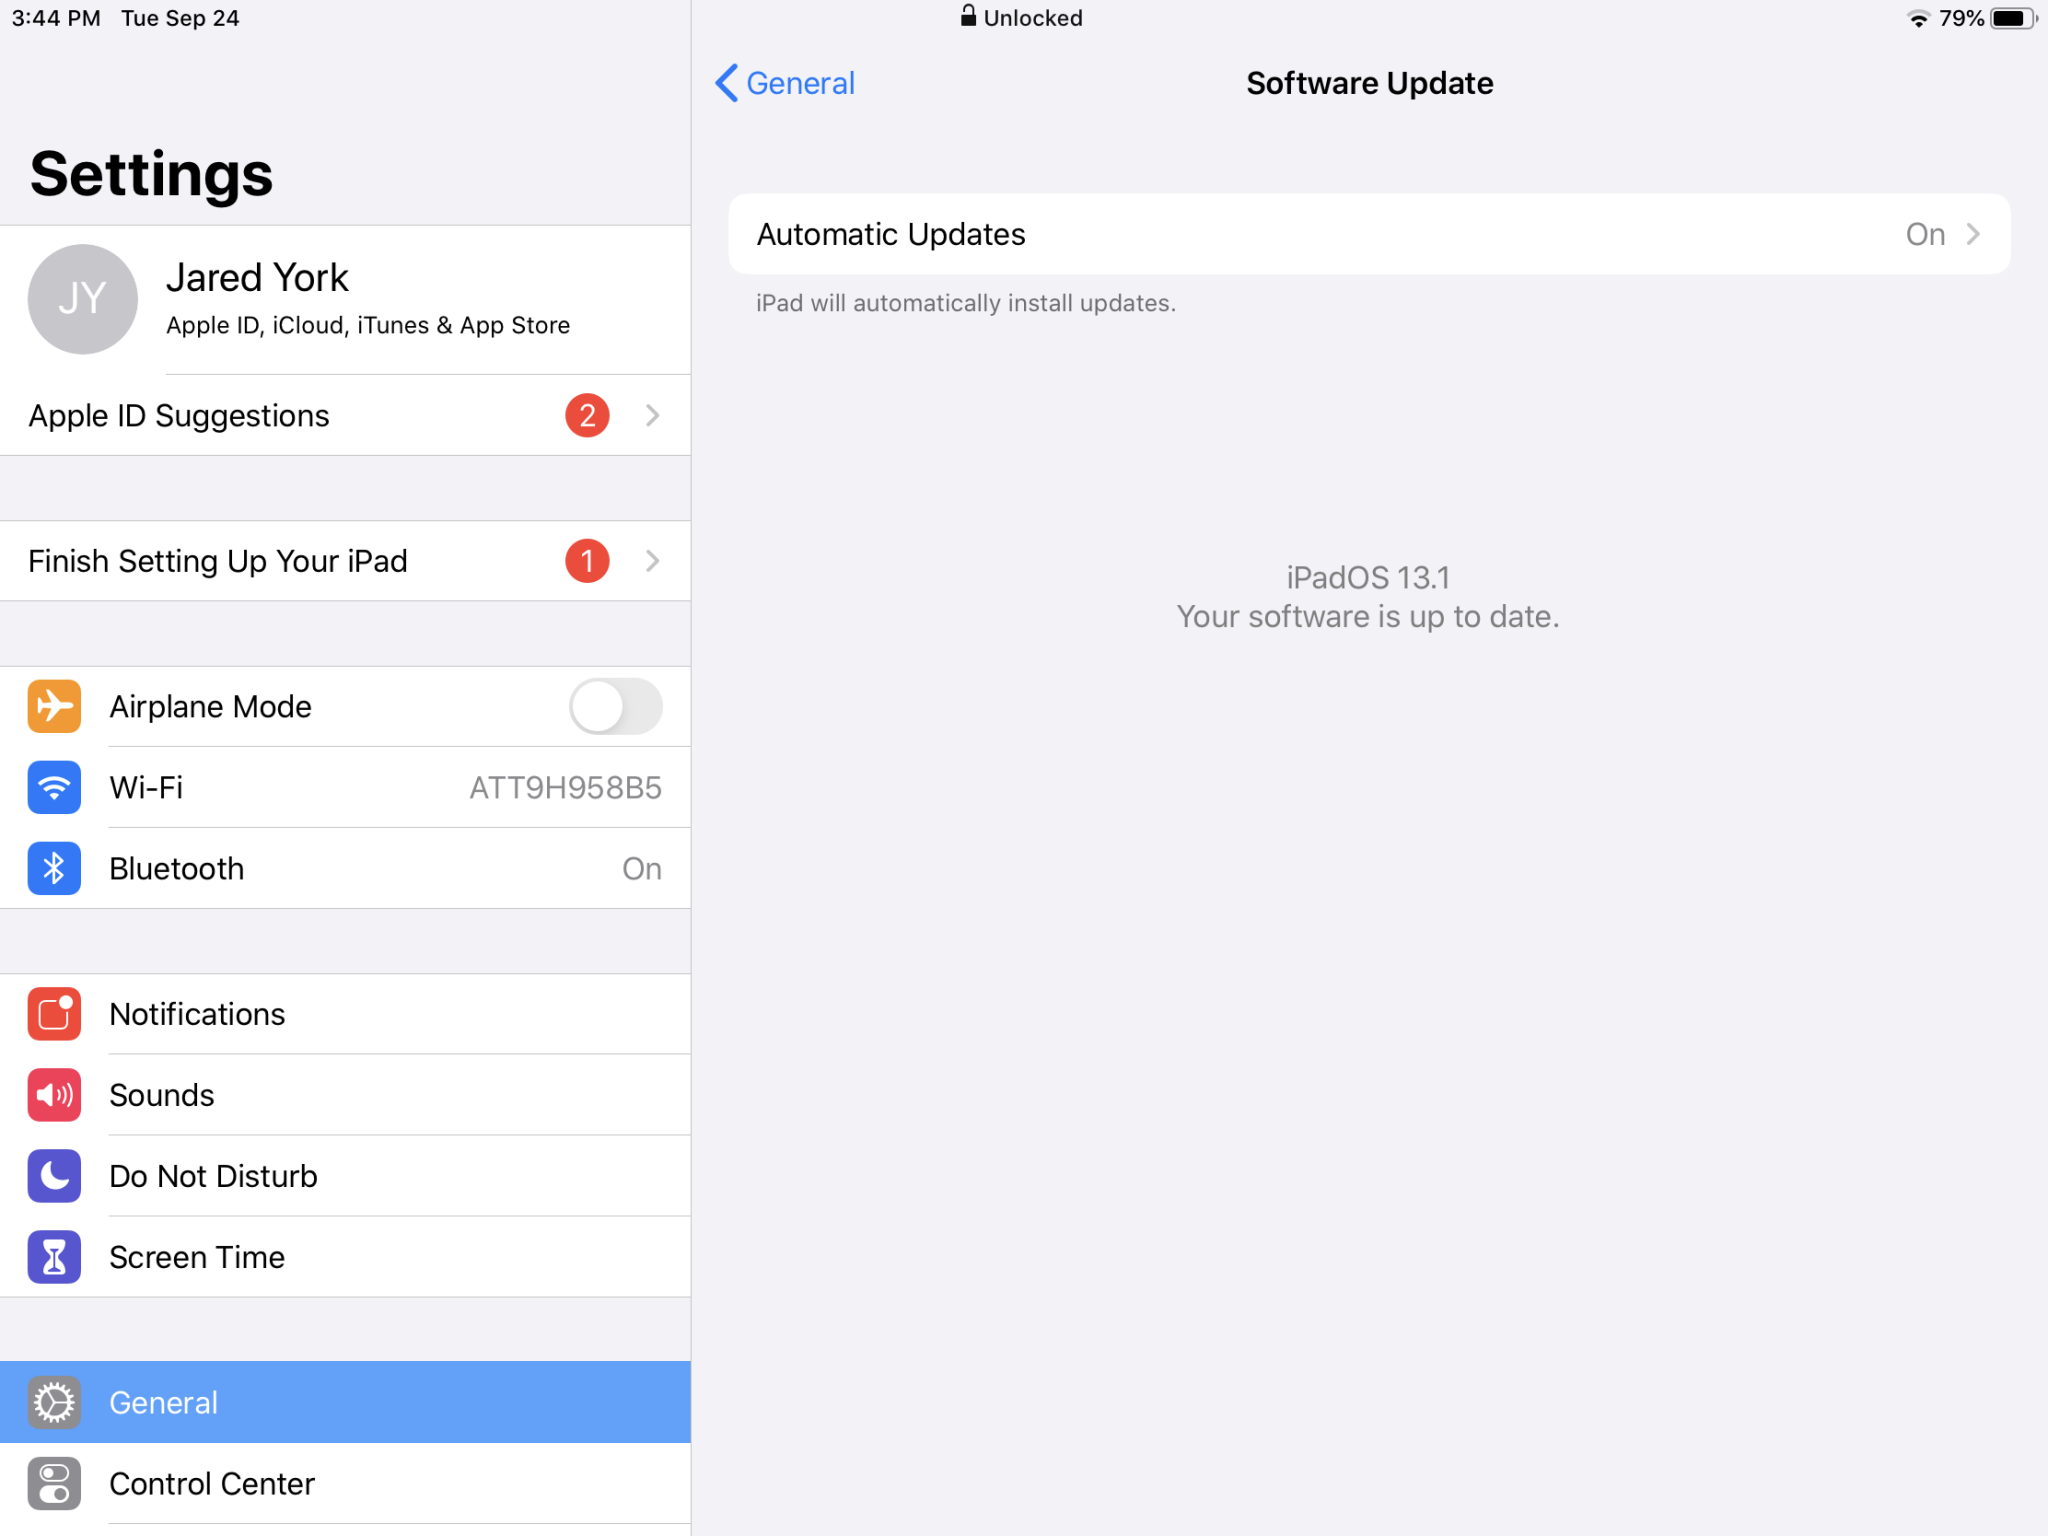 3:44 PM Tue Sep 24
Unlocked
79%
Settings
JY
Jared York
Apple ID, iCloud, iTunes & App Store
Apple ID Suggestions 2
Finish Setting Up Your iPad 1
Airplane Mode
Wi-Fi ATT9H958B5
Bluetooth On
Notifications
Sounds
Do Not Disturb
Screen Time
General
Control Center
General
Software Update
Automatic Updates On
iPad will automatically install updates.
iPadOS 13.1
Your software is up to date.